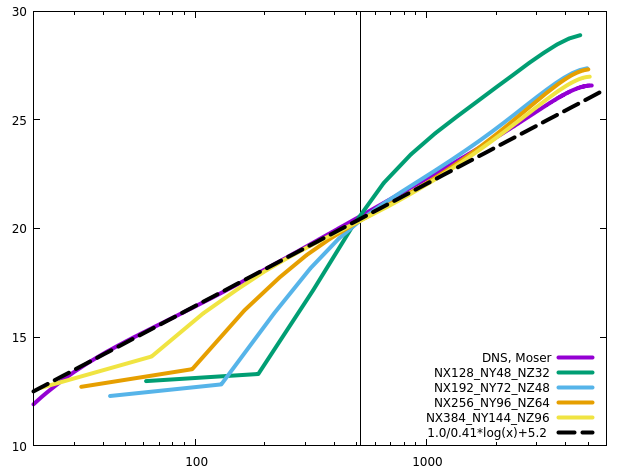 30
25
20
15
10
100
1000
DNS, Moser
NX128_NY48_NZ32
NX192_NY72_NZ48
NX256_NY96_NZ64
NX384_NY144_NZ96
1.0/0.41*log(x)+5.2